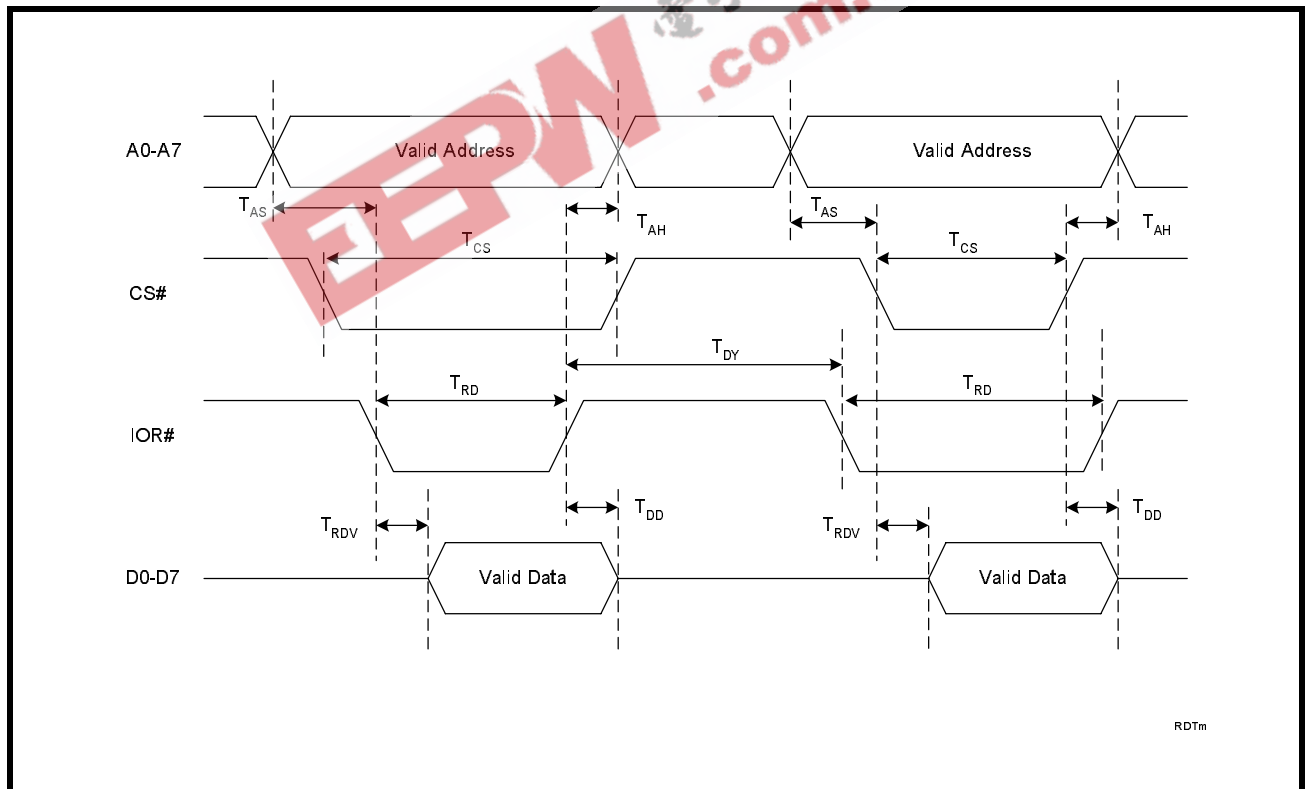 .com.
EEPW
A0-A7
Valid Address
Valid Address
TAS
TAH
TAS
TAH
TCS
TCS
CS#
TDY
TRD
TRD
IOR#
TRDV
TDD
TRDV
TDD
D0-D7
Valid Data
Valid Data
RDTm